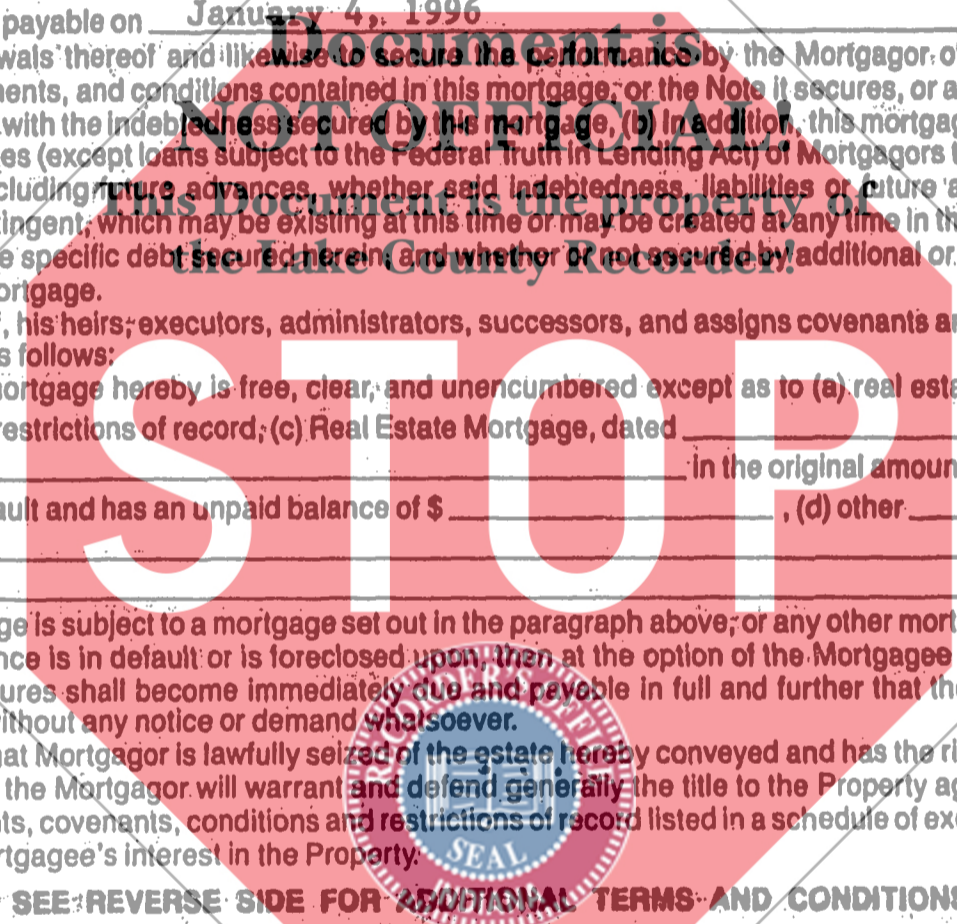 payable on January 4, 1996
Document is
wals thereof and likewise to secure the performance by the Mortgagor o
ents, and conditions contained in this mortgage, or the Note it secures, or a
NOT OFFICIAL!
with the indebtedness secured by this mortgage, (b) In addition, this mortgag
es (except loans subject to the Federal Truth in Lending Act) of Mortgagors t
cluding future advances, whether said indebtedness, liabilities or future a
This Document is the property of
tingent, which may be existing at this time or may be created at any time in th
e specific debt secured herein, and whether or not secured by additional or
the Lake County Recorder!
ortgage.
, his heirs, executors, administrators, successors, and assigns covenants a
s follows:
STOP
ortgage hereby is free, clear, and unencumbered except as to (a) real esta
restrictions of record, (c) Real Estate Mortgage, dated
in the original amoun
ault and has an unpaid balance of $ , (d) other
ge is subject to a mortgage set out in the paragraph above, or any other mort
nce is in default or is foreclosed upon, then at the option of the Mortgagee
ures shall become immediately due and payable in full and further that th
ithout any notice or demand whatsoever.
RECORDER'S OFFICE
at Mortgagor is lawfully seized of the estate hereby conveyed and has the ri
the Mortgagor will warrant and defend generally the title to the Property ag
ts, covenants, conditions and restrictions of record listed in a schedule of exc
rtgagee's interest in the Property.
SEAL
SEE REVERSE SIDE FOR ADDITIONAL TERMS AND CONDITIONS